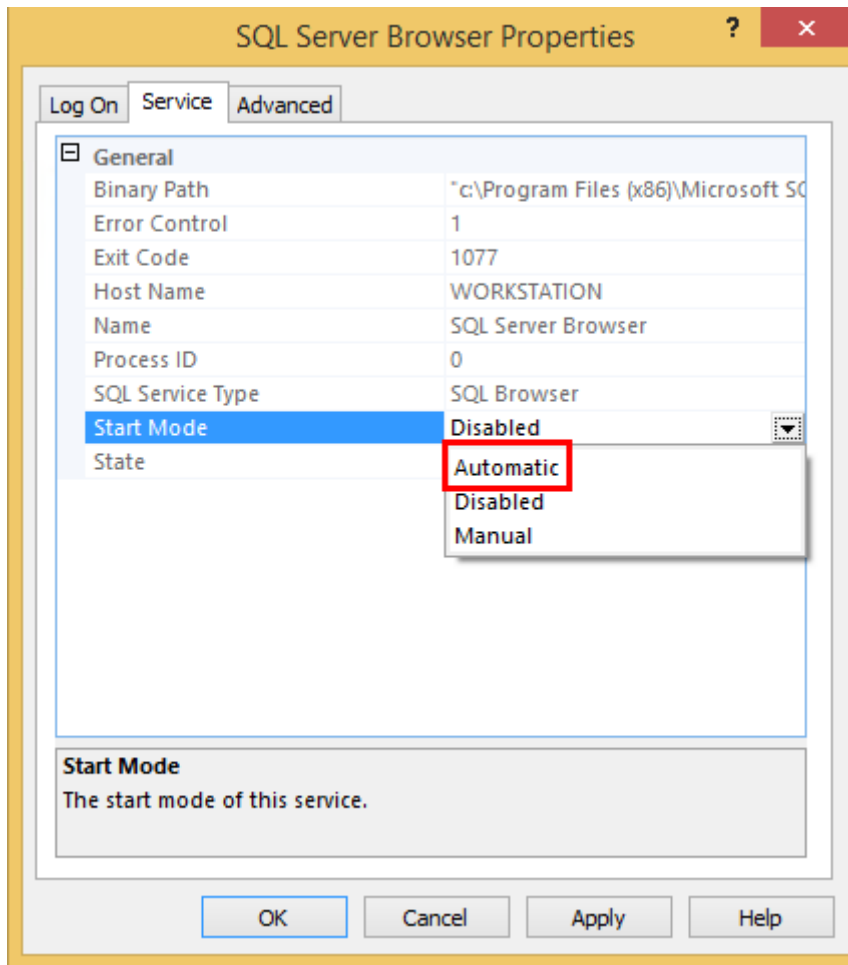 SQL Server Browser Properties ?
Log On Service Advanced
General
Binary Path "c:\Program Files (x86)\Microsoft SQ
Error Control 1
Exit Code 1077
Host Name WORKSTATION
Name SQL Server Browser
Process ID 0
SQL Service Type SQL Browser
Start Mode Disabled
State Automatic
Disabled
Manual
Start Mode
The start mode of this service.
OK Cancel Apply Help